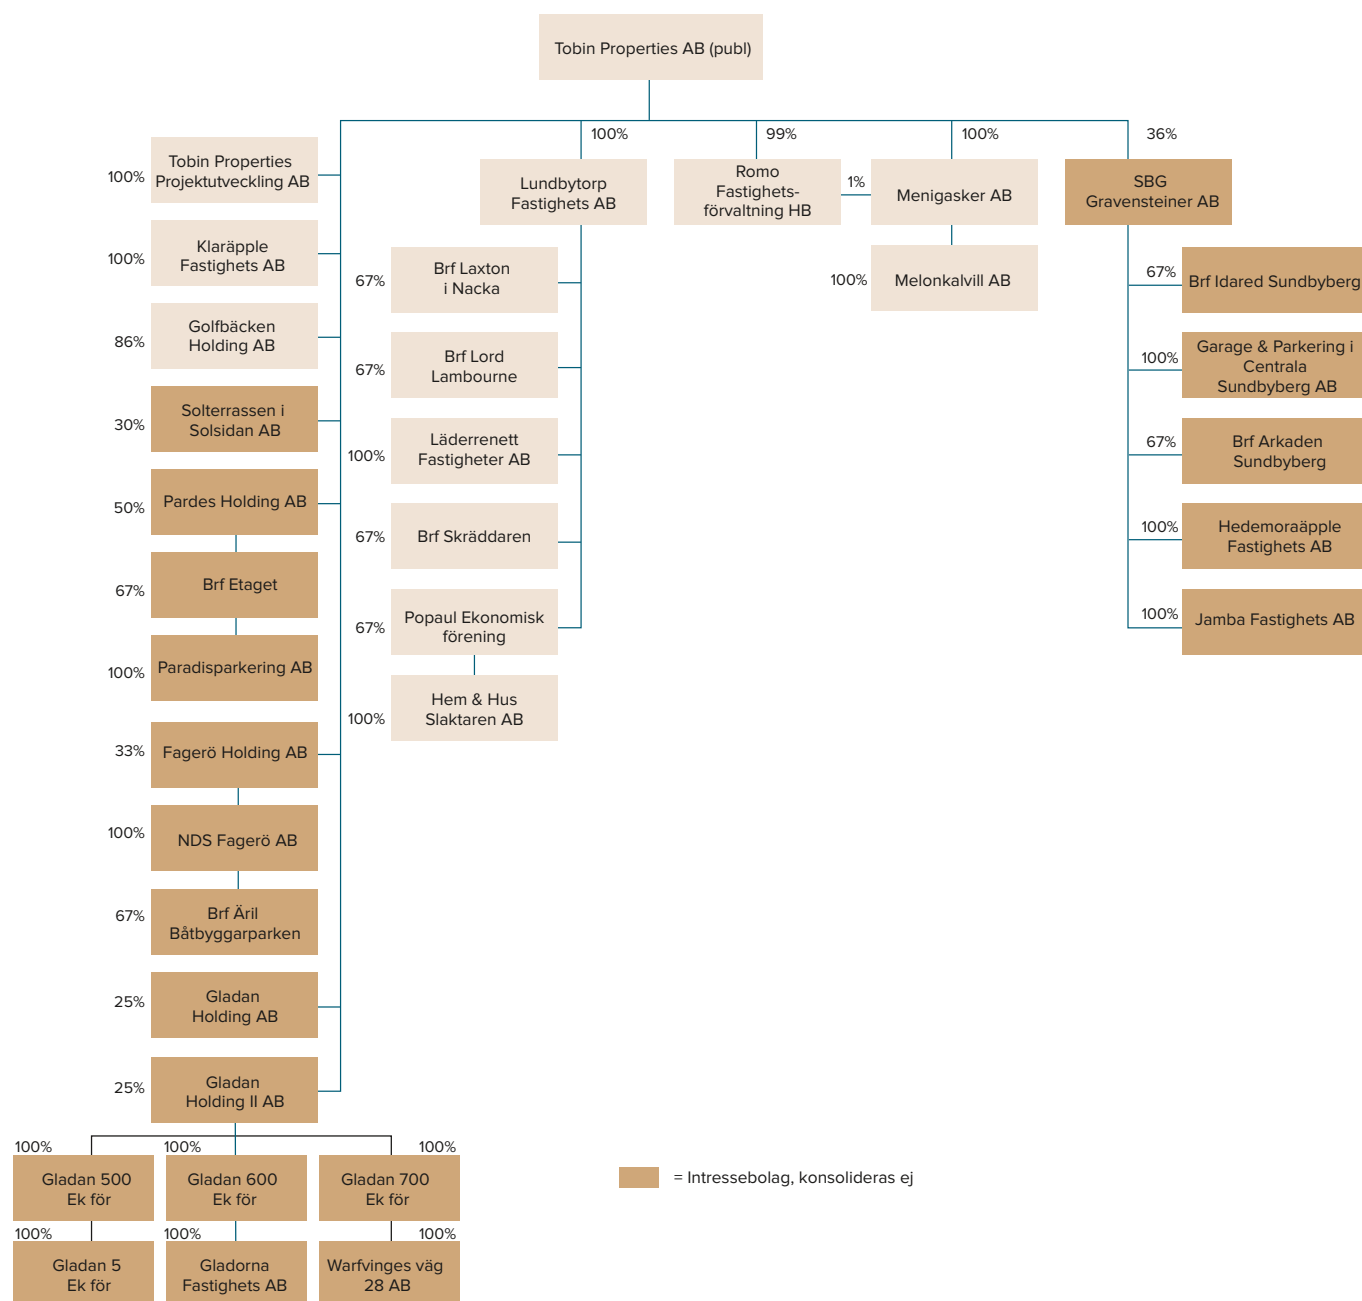 Tobin Properties AB (publ)
100%
99%
100%
36%
100%
Tobin Properties
Projektutveckling AB
100%
Klaräpple
Fastighets AB
86%
Golfbäcken
Holding AB
30%
Solterrassen i
Solsidan AB
50%
Pardes Holding AB
67%
Brf Etaget
100%
Paradisparkering AB
33%
Fagerö Holding AB
100%
NDS Fagerö AB
67%
Brf Äril
Båtbyggarparken
25%
Gladan
Holding AB
25%
Gladan
Holding II AB
100%
100%
100%
Gladan 500
Ek för
Gladan 600
Ek för
Gladan 700
Ek för
100%
100%
100%
Gladan 5
Ek för
Gladorna
Fastighets AB
Warfvinges väg
28 AB
Lundbytorp
Fastighets AB
67%
Brf Laxton
i Nacka
67%
Brf Lord
Lambourne
100%
Läderrenett
Fastigheter AB
67%
Brf Skräddaren
67%
Popaul Ekonomisk
förening
100%
Hem & Hus
Slaktaren AB
Romo
Fastighets-
förvaltning HB
1%
Menigasker AB
100%
Melonkalvill AB
SBG
Gravensteiner AB
67%
Brf Idared Sundbyberg
100%
Garage & Parkering i
Centrala
Sundbyberg AB
67%
Brf Arkaden
Sundbyberg
100%
Hedemoraäpple
Fastighets AB
100%
Jamba Fastighets AB
= Intressebolag, konsolideras ej